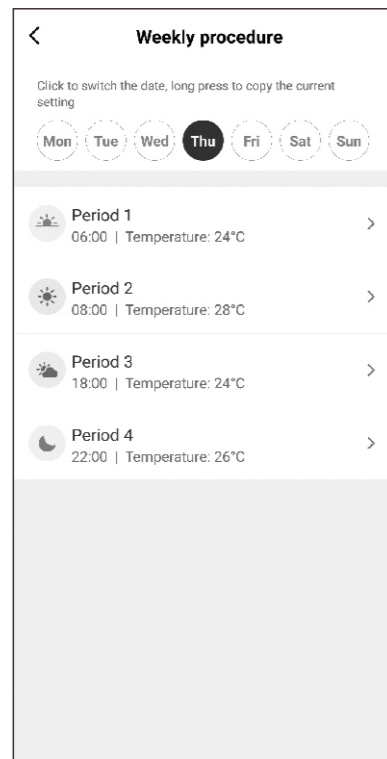 Weekly procedure
Click to switch the date, long press to copy the current
setting
Mon Tue Wed Thu Fri Sat Sun
Period 1
06:00 | Temperature: 24°C
Period 2
08:00 | Temperature: 28°C
Period 3
18:00 | Temperature: 24°C
Period 4
22:00 | Temperature: 26°C